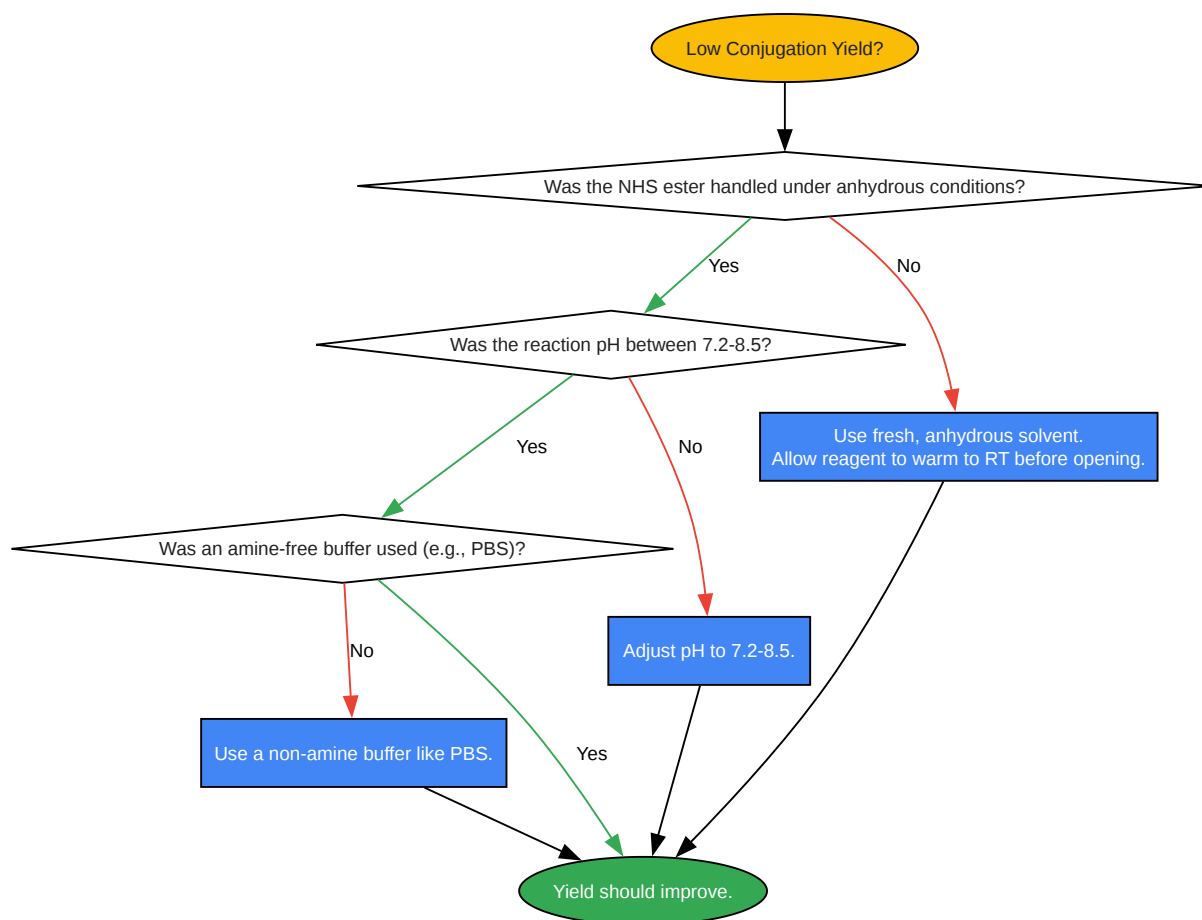 Low Conjugation Yield?
Was the NHS ester handled under anhydrous conditions?
Yes
No
Was the reaction pH between 7.2-8.5?
Use fresh, anhydrous solvent.
Allow reagent to warm to RT before opening.
Yes
No
Was an amine-free buffer used (e.g., PBS)?
No
Adjust pH to 7.2-8.5.
Use a non-amine buffer like PBS.
Yes
Yield should improve.